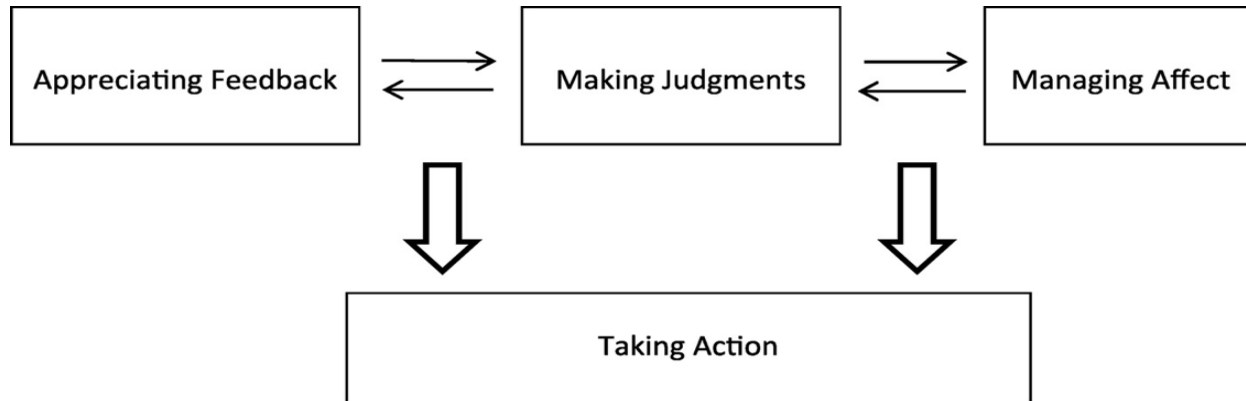 Appreciating Feedback
Making Judgments
Managing Affect
Taking Action